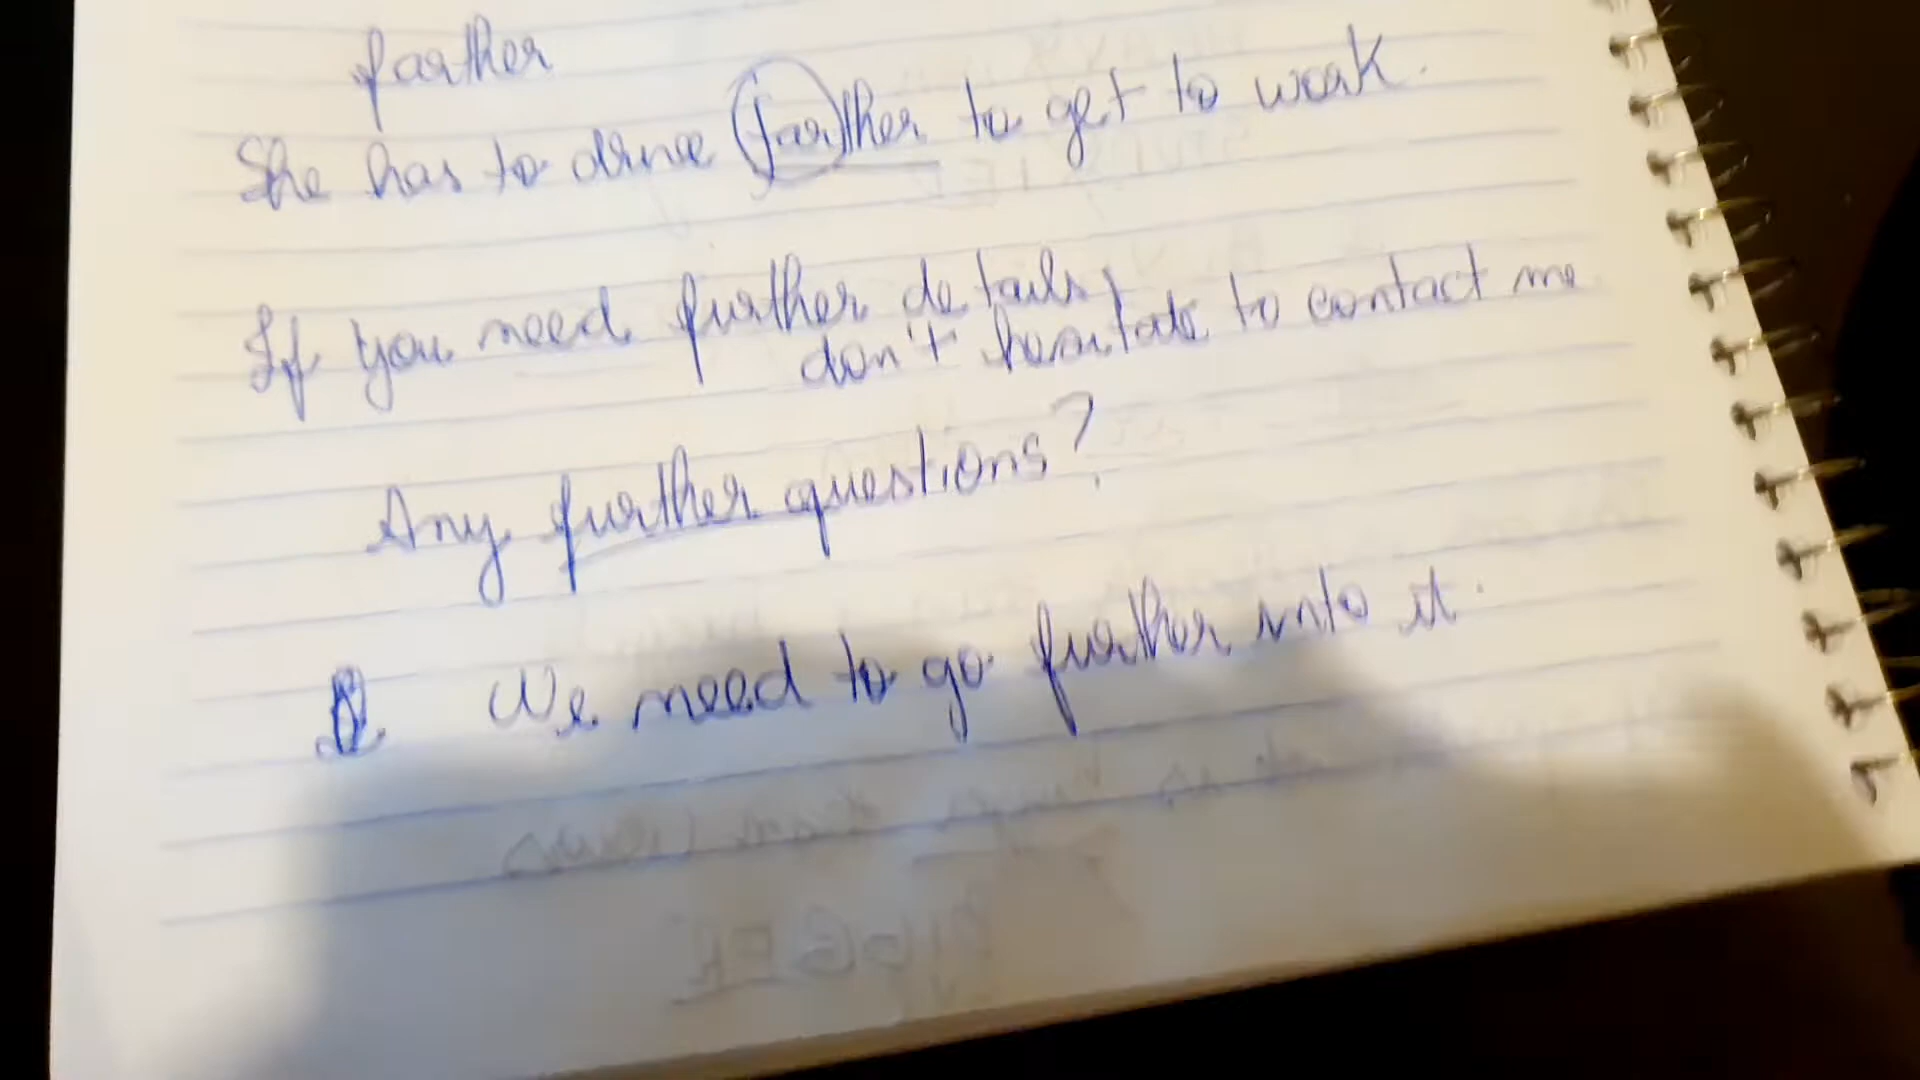 farther
She has to drive farther to get to work.
If you need further details,
don't hesitate to contact me
Any further questions?
We need to go further into it.